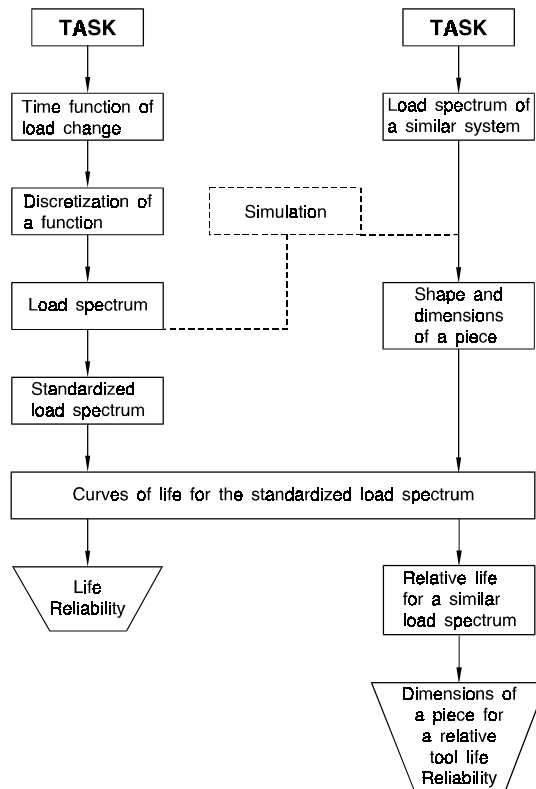 TASK
Time function of
load change
Discretization of
a function
Load spectrum
Standardized
load spectrum
TASK
Load spectrum of
a similar system
Simulation
Shape and
dimensions
of a piece
Curves of life for the standardized load spectrum
Life
Reliability
Relative life
for a similar
load spectrum
Dimensions of
a piece for
a relative
tool life
Reliability